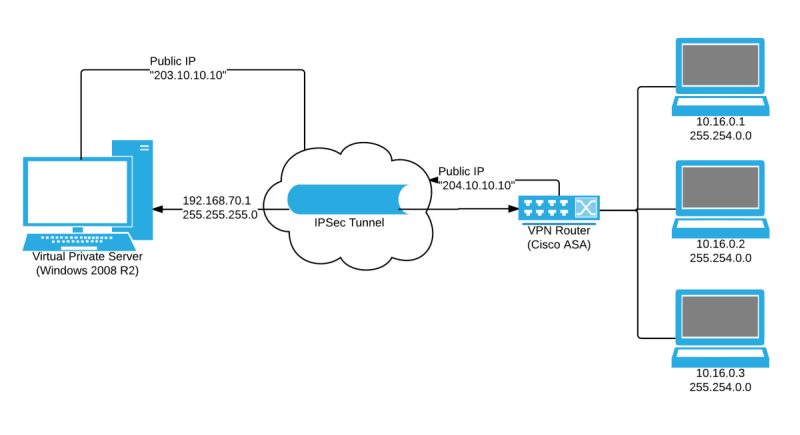 Public IP
"203.10.10.10"
192.168.70.1
255.255.255.0
Virtual Private Server
(Windows 2008 R2)
IPSec Tunnel
Public IP
"204.10.10.10"
VPN Router
(Cisco ASA)
10.16.0.1
255.254.0.0
10.16.0.2
255.254.0.0
10.16.0.3
255.254.0.0